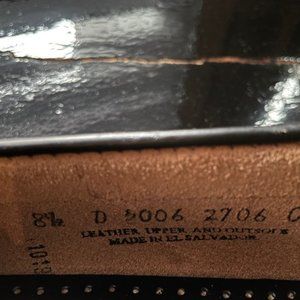 8½ D 5006 2706
LEATHER UPPER AND OUTSOLE
MADE IN EL SALVADOR